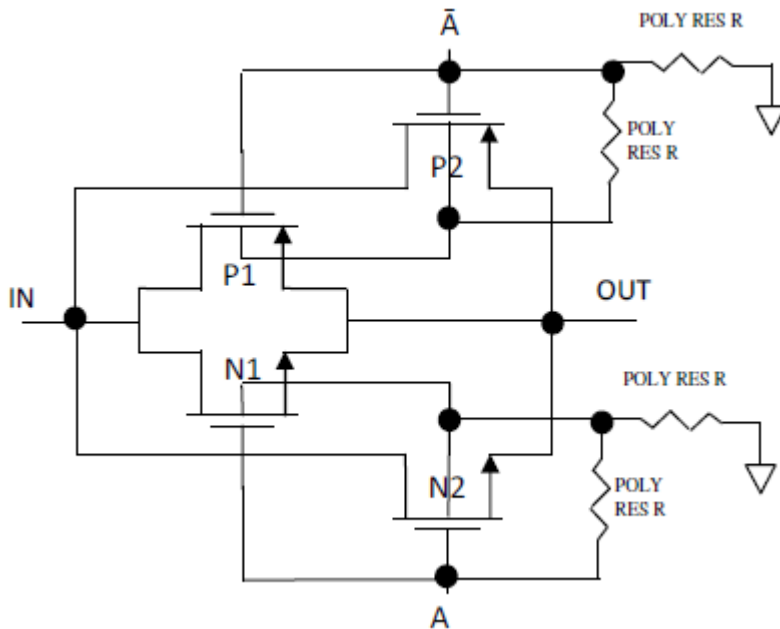 Ā
POLY RES R
POLY
RES R
P2
P1
IN
OUT
N1
POLY RES R
N2
POLY
RES R
A